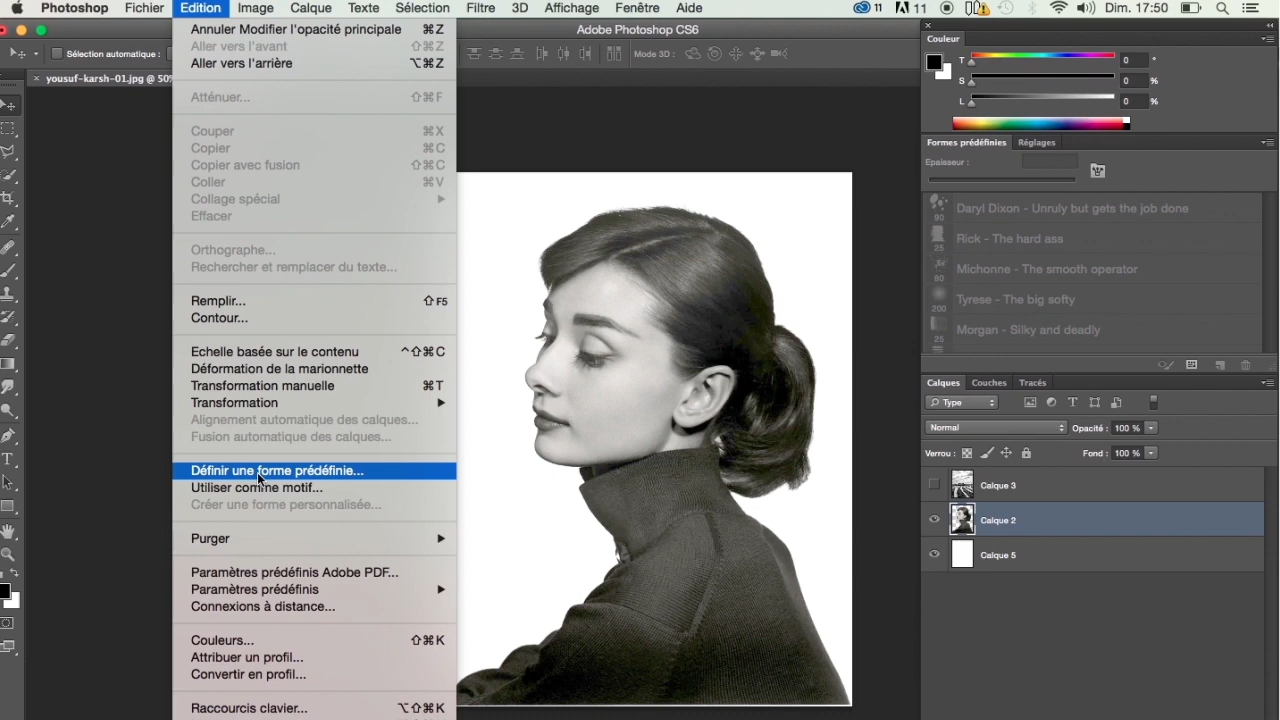 Photoshop Fichier Edition Image Calque Texte Sélection Filtre 3D Affichage Fenêtre Aide 11 11 Dim. 17:50
Adobe Photoshop CS6
Sélection automatique :
Mode 3D :
yousuf-karsh-01.jpg @ 50%
Annuler Modifier l'opacité principale ⌘Z
Aller vers l'avant ⇧⌘Z
Aller vers l'arrière ⌥⌘Z
Atténuer... ⇧⌘F
Couper ⌘X
Copier ⌘C
Copier avec fusion ⇧⌘C
Coller ⌘V
Collage spécial
Effacer
Orthographe...
Rechercher et remplacer du texte...
Remplir... ⇧F5
Contour...
Echelle basée sur le contenu ^⇧⌘C
Déformation de la marionnette
Transformation manuelle ⌘T
Transformation
Alignement automatique des calques...
Fusion automatique des calques...
Définir une forme prédéfinie...
Utiliser comme motif...
Créer une forme personnalisée...
Purger
Paramètres prédéfinis Adobe PDF...
Paramètres prédéfinis
Connexions à distance...
Couleurs... ⇧⌘K
Attribuer un profil...
Convertir en profil...
Raccourcis clavier... ⌥⇧⌘K
Couleur
T 0 °
S 0 %
L 0 %
Formes prédéfinies Réglages
Epaisseur :
90 Daryl Dixon - Unruly but gets the job done
25 Rick - The hard ass
80 Michonne - The smooth operator
200 Tyrese - The big softy
25 Morgan - Silky and deadly
Calques Couches Tracés
Type
Normal Opacité : 100 %
Verrou : Fond : 100 %
Calque 3
Calque 2
Calque 5